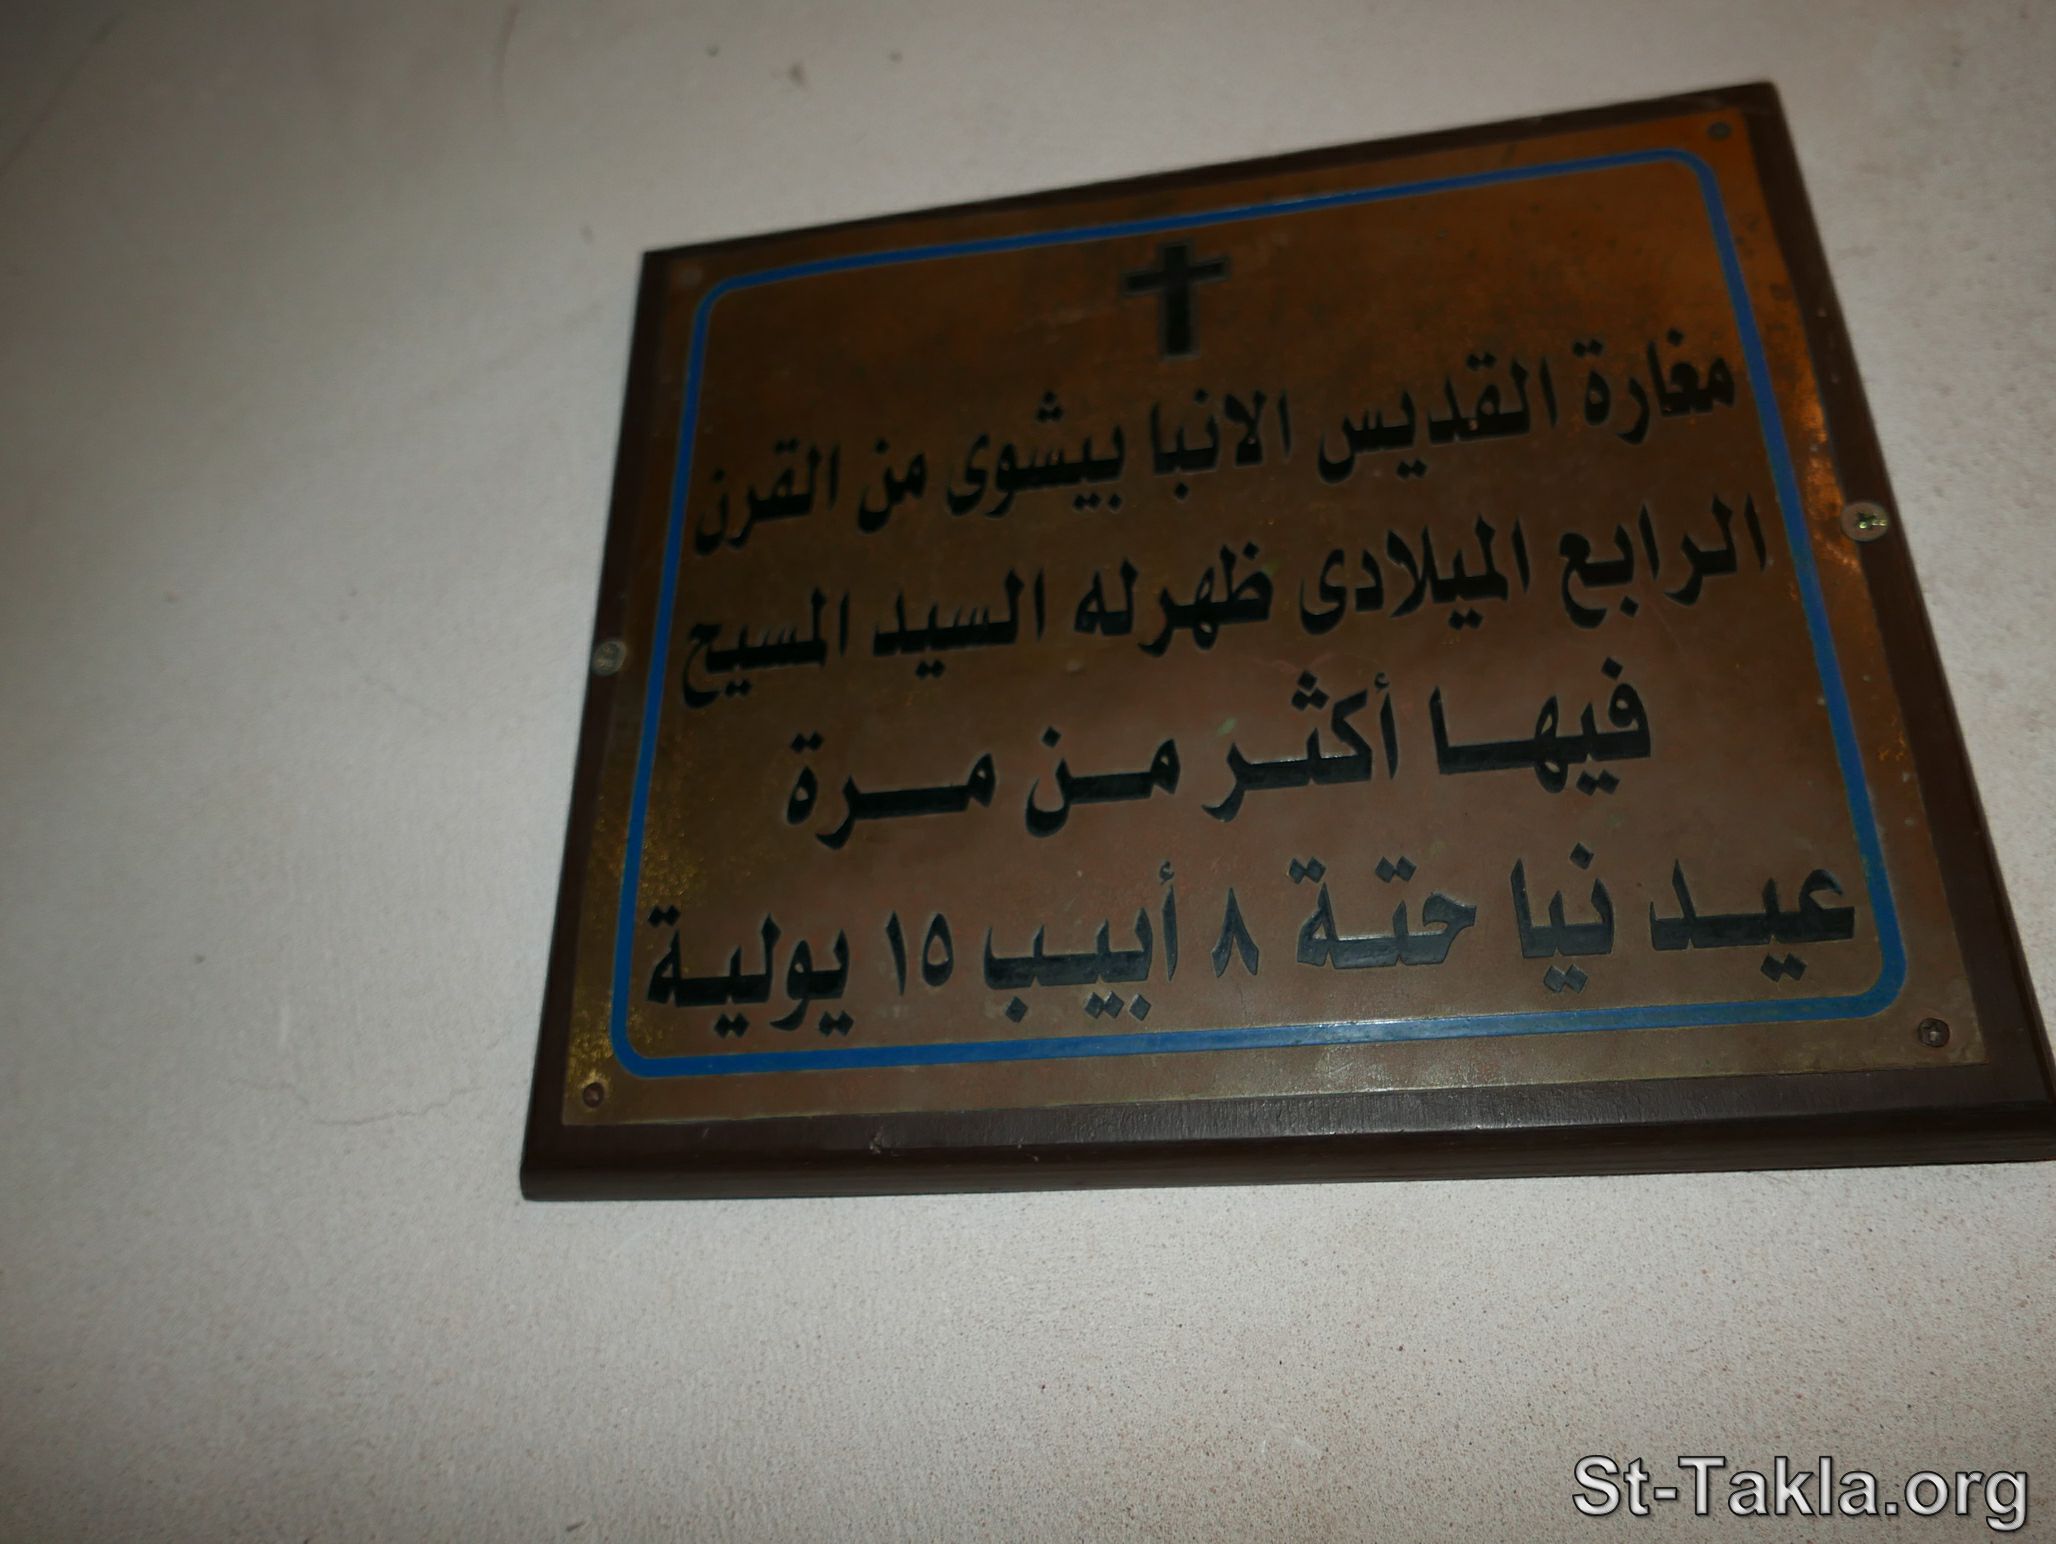 مغارة القديس الانبا بيشوى من القرن
الرابع الميلادى ظهرله السيد المسيح
فيها أكثر من مرة
عيد نيا حتة ٨ أبيب ١٥ يولية
St-Takla.org